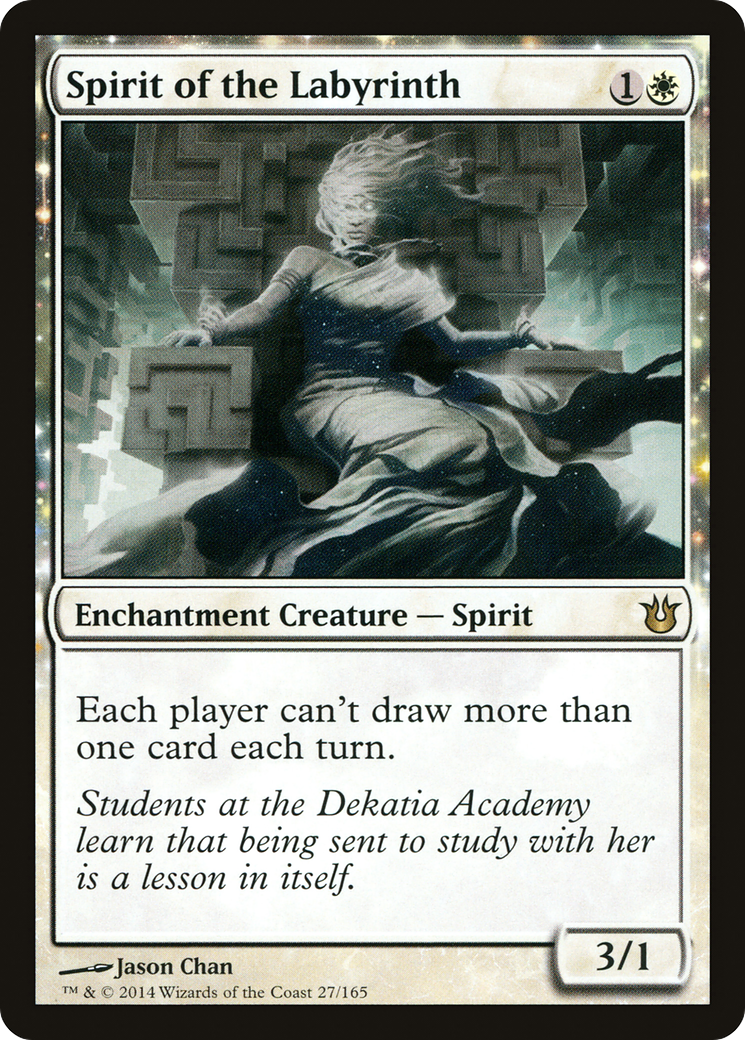 Spirit of the Labyrinth 1
Enchantment Creature — Spirit
Each player can't draw more than
one card each turn.
Students at the Dekatia Academy
learn that being sent to study with her
is a lesson in itself.
3/1
Jason Chan
™ & © 2014 Wizards of the Coast 27/165